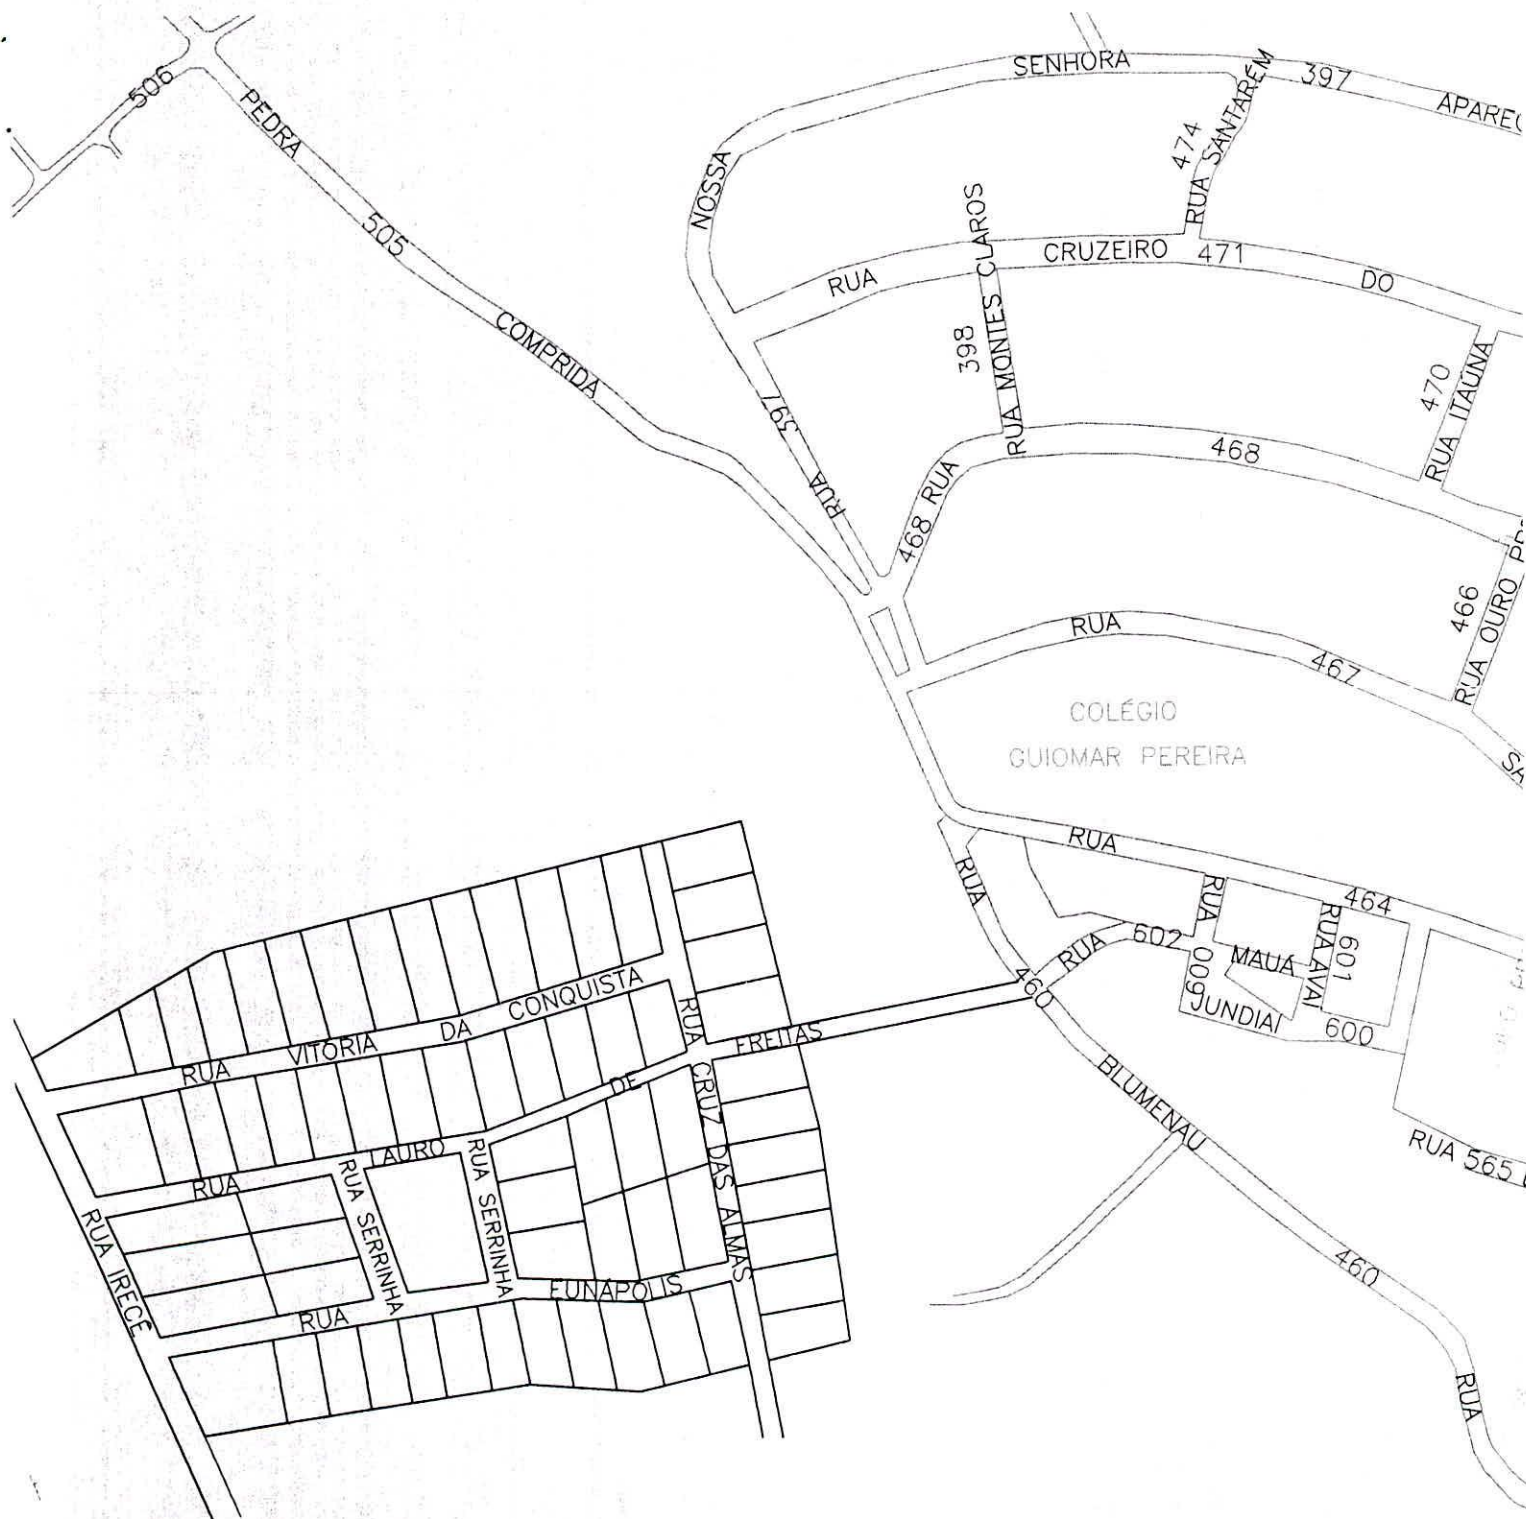 506
PEDRA
505
COMPRIDA
NOSSA
SENHORA
397
RUA SANTARÉM
474
RUA
CRUZEIRO
471
DO
RUA MONTES CLAROS
398
397
RUA
468 RUA
468
470
RUA ITAÚNA
466
RUA OURO
RUA
467
COLÉGIO
GUIOMAR PEREIRA
RUA
464
RUA
RUA
602
RUA
600
MAUÁ
RUA AVAÍ
601
JUNDIAÍ
600
460
BLUMENAU
RUA 565
460
RUA
RUA
VITÓRIA
DA
CONQUISTA
RUA
CRUZ
DAS
ALMAS
RUA
LAURO
DE
FREITAS
RUA SERRINHA
RUA SERRINHA
RUA IRECÊ
RUA
EUNÁPOLIS